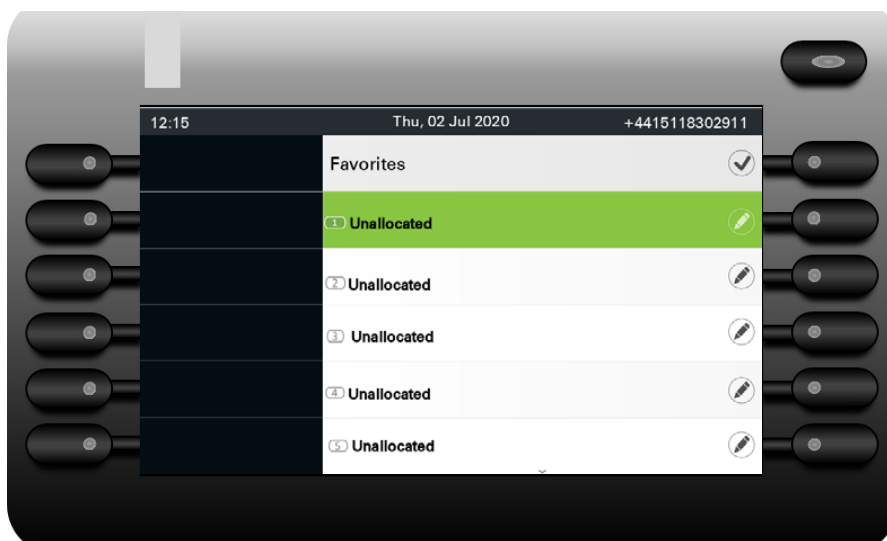 12:15 Thu, 02 Jul 2020 +4415118302911
Favorites
1 Unallocated
2 Unallocated
3 Unallocated
4 Unallocated
5 Unallocated